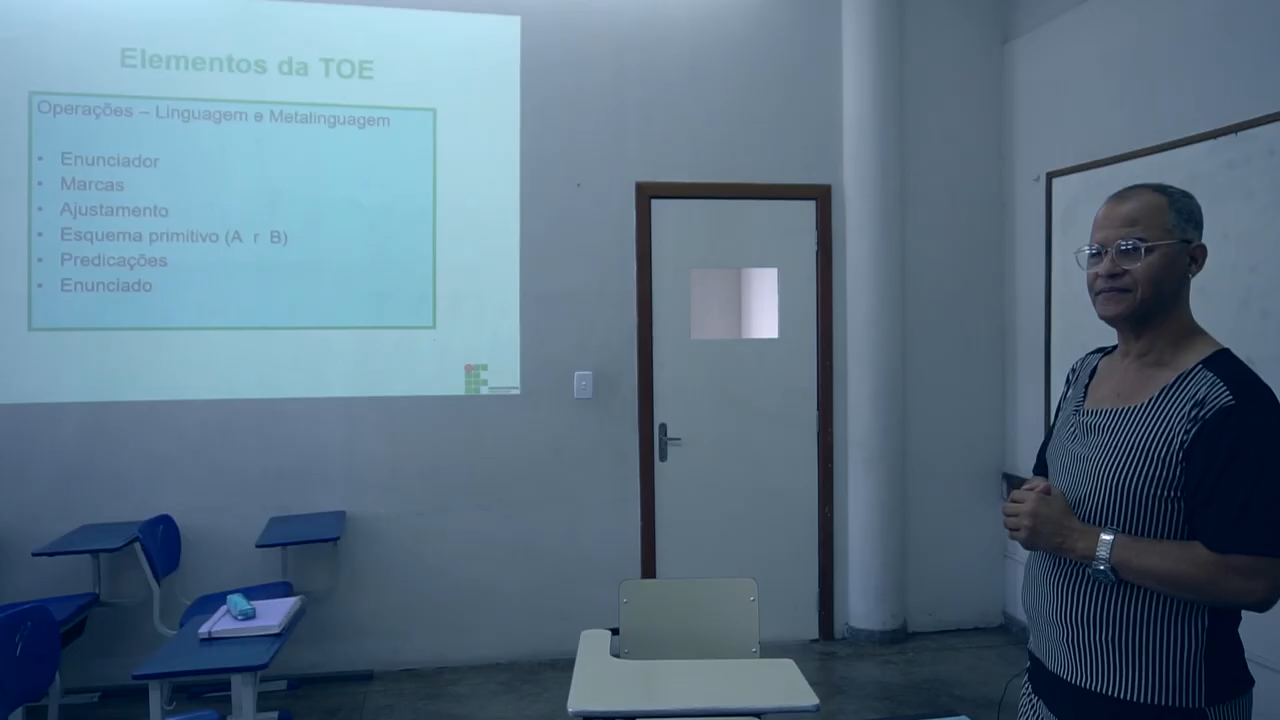 Elementos da TOE
Operações – Linguagem e Metalinguagem
• Enunciador
• Marcas
• Ajustamento
• Esquema primitivo (A r B)
• Predicações
• Enunciado